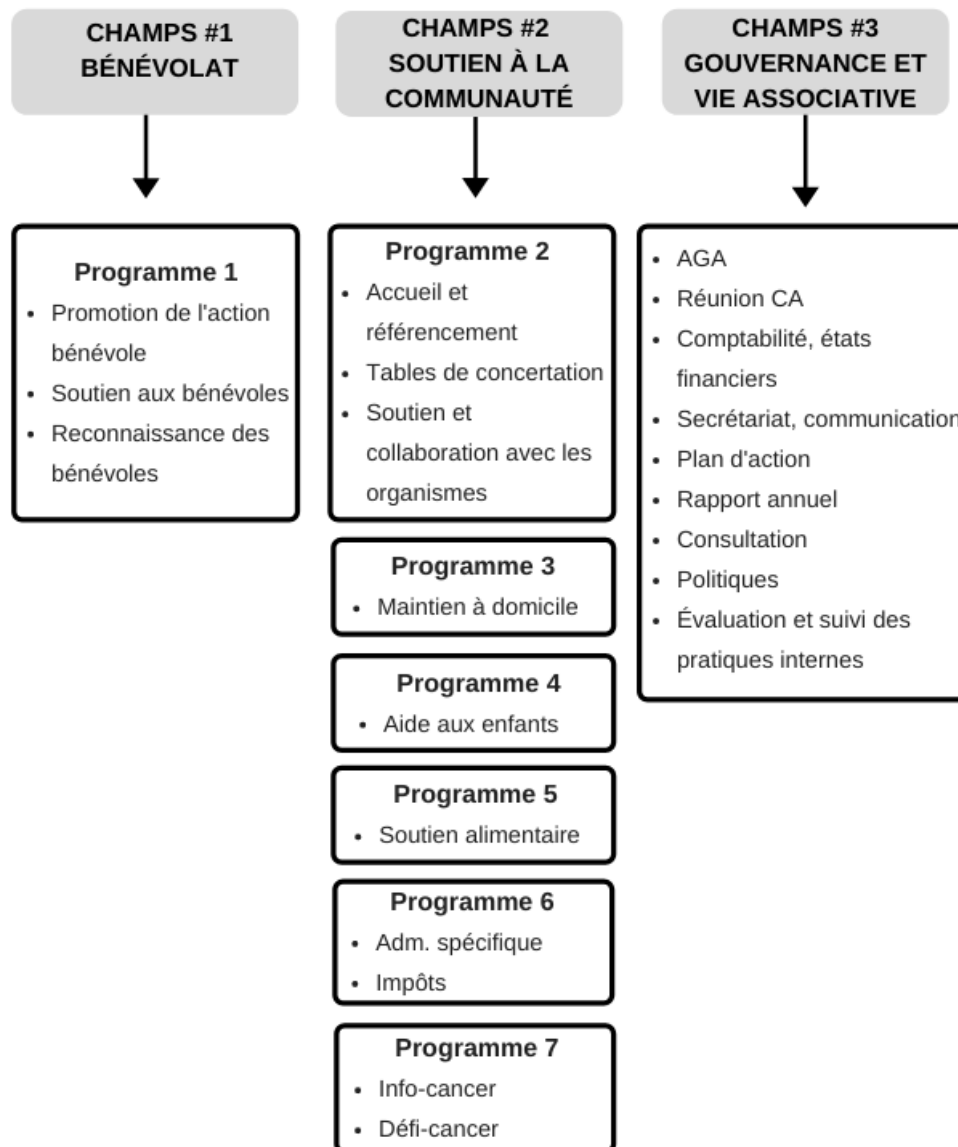 CHAMPS #1
BÉNÉVOLAT
Programme 1
• Promotion de l'action
bénévole
• Soutien aux bénévoles
• Reconnaissance des
bénévoles
CHAMPS #2
SOUTIEN À LA
COMMUNAUTÉ
Programme 2
• Accueil et
référencement
• Tables de concertation
• Soutien et
collaboration avec les
organismes
Programme 3
• Maintien à domicile
Programme 4
• Aide aux enfants
Programme 5
• Soutien alimentaire
Programme 6
• Adm. spécifique
• Impôts
Programme 7
• Info-cancer
• Défi-cancer
CHAMPS #3
GOUVERNANCE ET
VIE ASSOCIATIVE
• AGA
• Réunion CA
• Comptabilité, états
financiers
• Secrétariat, communication
• Plan d'action
• Rapport annuel
• Consultation
• Politiques
• Évaluation et suivi des
pratiques internes